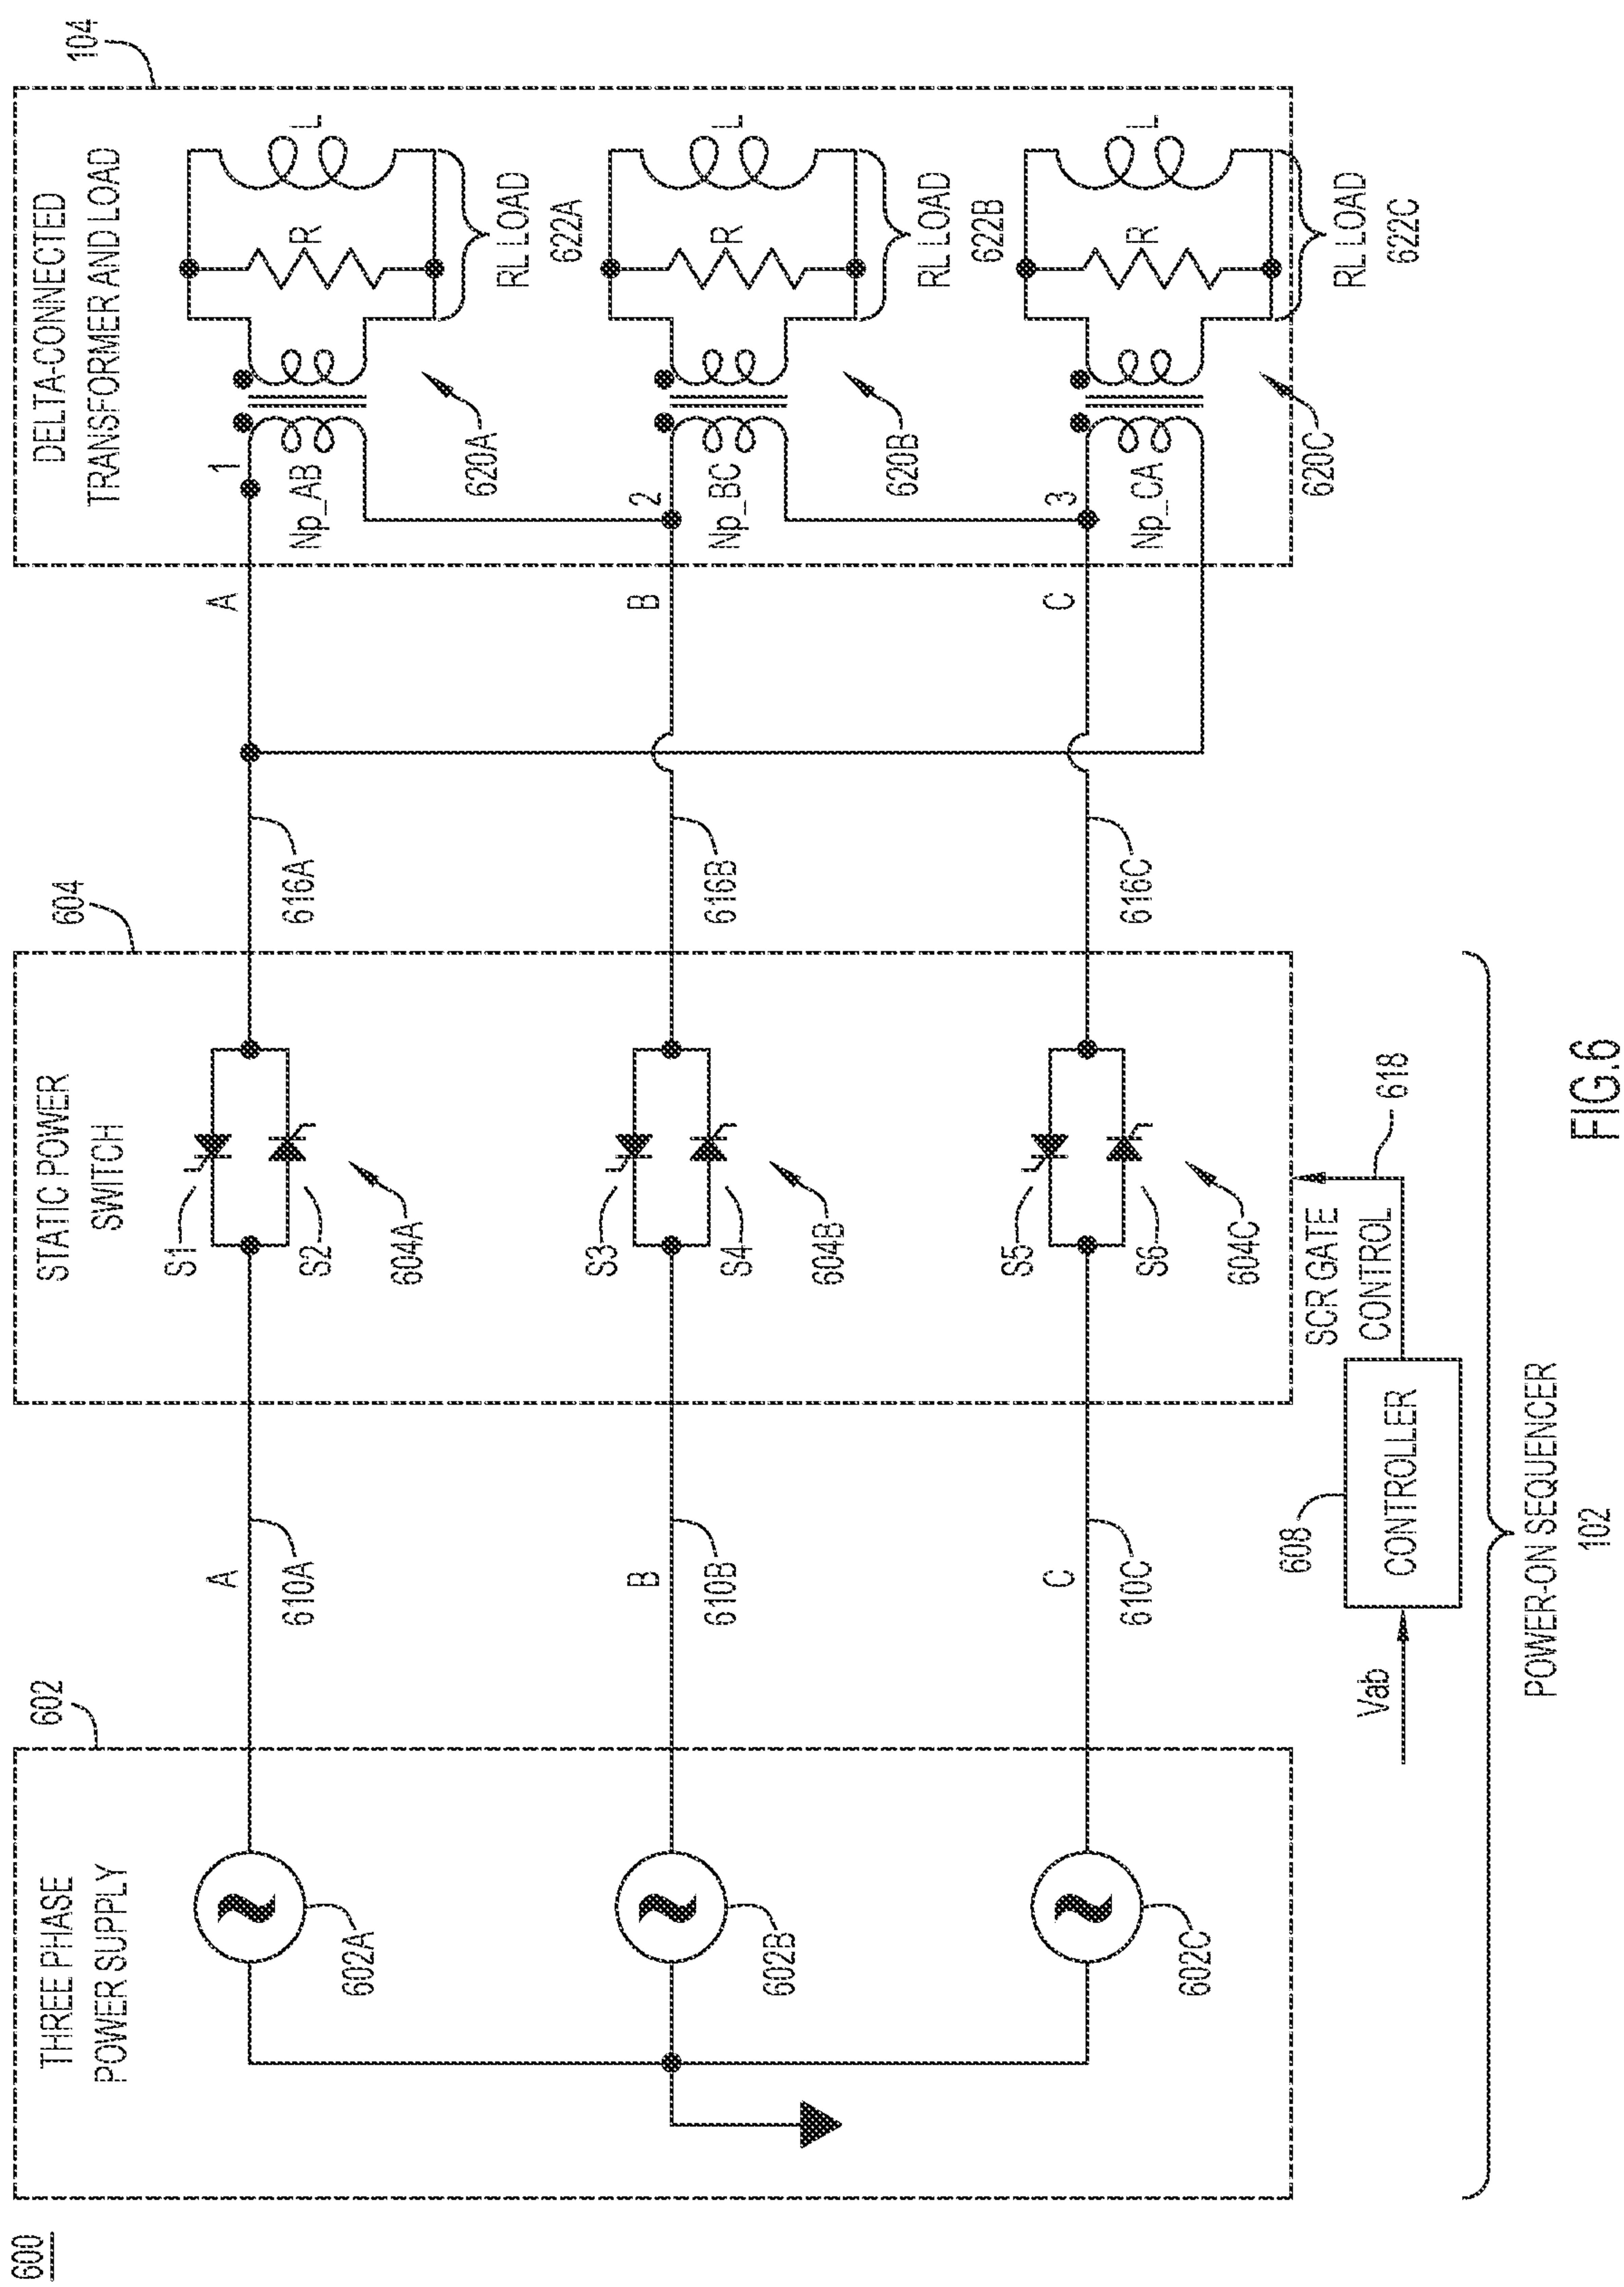 600
THREE PHASE
POWER SUPPLY
602
602A
602B
602C
A
610A
B
610B
C
610C
STATIC POWER
SWITCH
604
S1
S2
604A
S3
S4
604B
S5
S6
604C
616A
616B
616C
DELTA-CONNECTED
TRANSFORMER AND LOAD
104
A
1
Np_AB
620A
R
L
RL LOAD
622A
B
2
Np_BC
620B
R
L
RL LOAD
622B
C
3
Np_CA
620C
R
L
RL LOAD
622C
Vab
608
CONTROLLER
SCR GATE
CONTROL
618
POWER-ON SEQUENCER
102
FIG.6